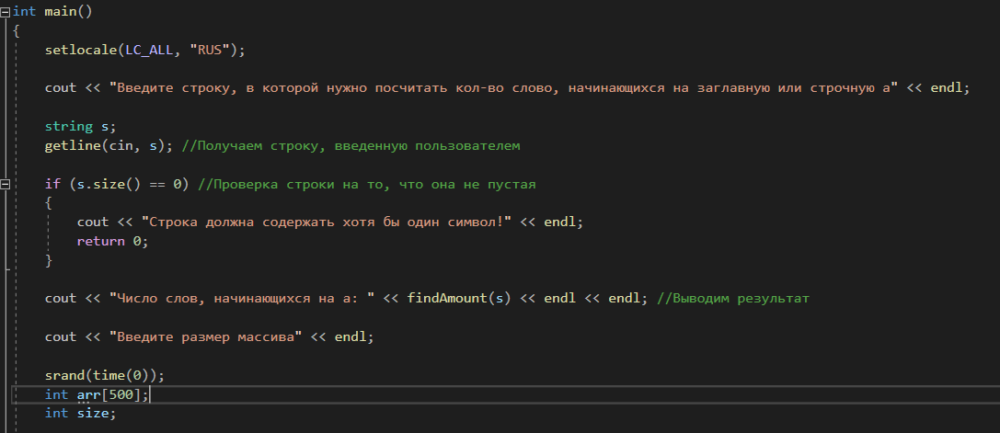 int main()
{
setlocale(LC_ALL, "RUS");
cout << "Введите строку, в которой нужно посчитать кол-во слово, начинающихся на заглавную или строчную а" << endl;
string s;
getline(cin, s); //Получаем строку, введенную пользователем
if (s.size() == 0) //Проверка строки на то, что она не пустая
{
cout << "Строка должна содержать хотя бы один символ!" << endl;
return 0;
}
cout << "Число слов, начинающихся на а: " << findAmount(s) << endl << endl; //Выводим результат
cout << "Введите размер массива" << endl;
srand(time(0));
int arr[500];
int size;